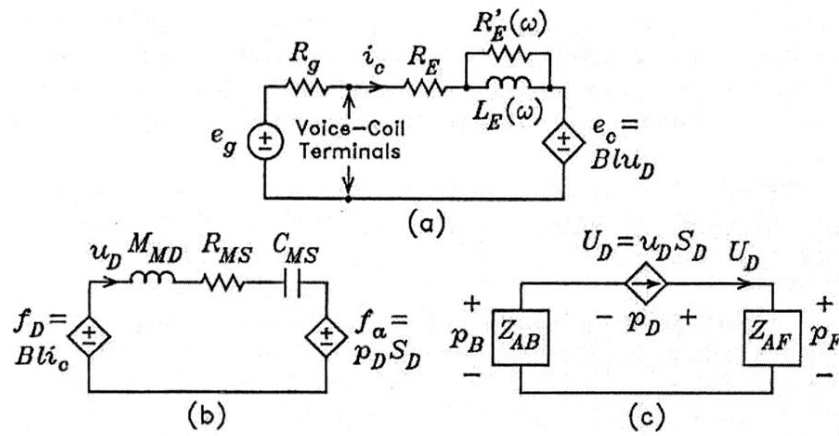 R'_E(ω)
R_g i_c R_E
L_E(ω)
e_g ± Voice-Coil Terminals ± e_c = Blu_D
(a)
u_D M_MD R_MS C_MS
f_D = Bli_c ± ± f_a = p_D S_D
(b)
U_D = u_D S_D U_D
+ p_B − Z_AB − p_D + Z_AF + p_F −
(c)